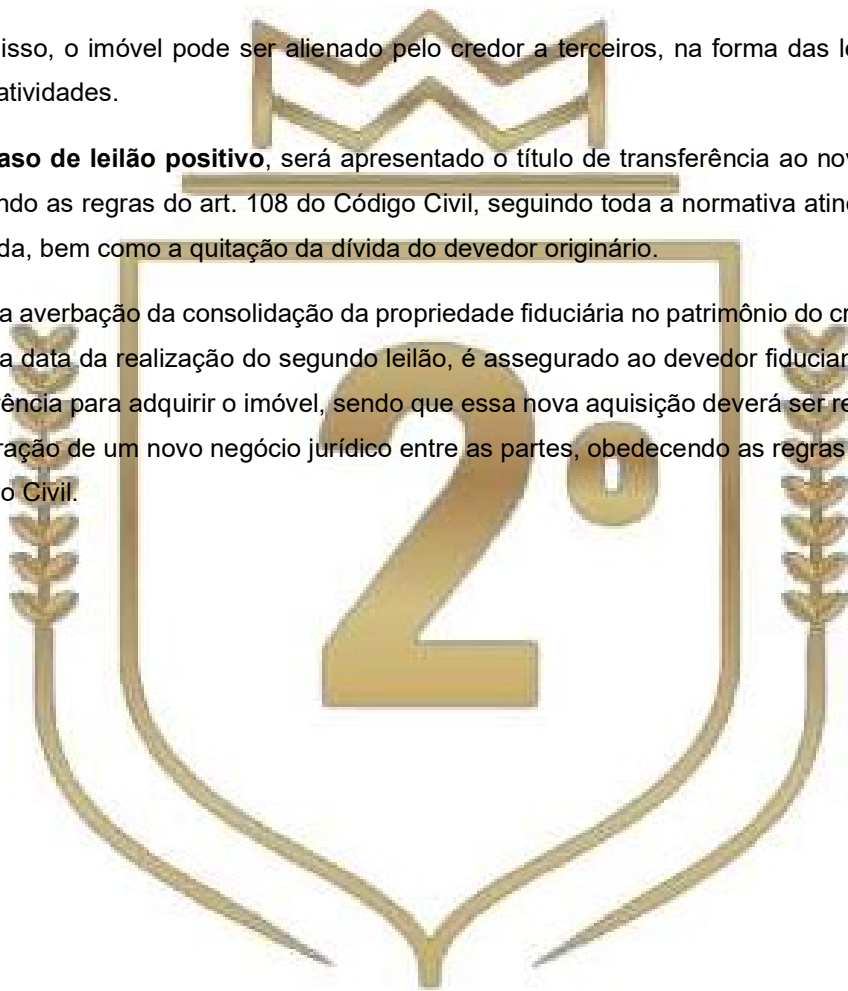 isso, o imóvel pode ser alienado pelo credor a terceiros, na forma das le
atividades.
aso de leilão positivo, será apresentado o título de transferência ao nov
ndo as regras do art. 108 do Código Civil, seguindo toda a normativa atine
da, bem como a quitação da dívida do devedor originário.
a averbação da consolidação da propriedade fiduciária no patrimônio do cr
a data da realização do segundo leilão, é assegurado ao devedor fiducian
ência para adquirir o imóvel, sendo que essa nova aquisição deverá ser re
ração de um novo negócio jurídico entre as partes, obedecendo as regras
o Civil.
2º